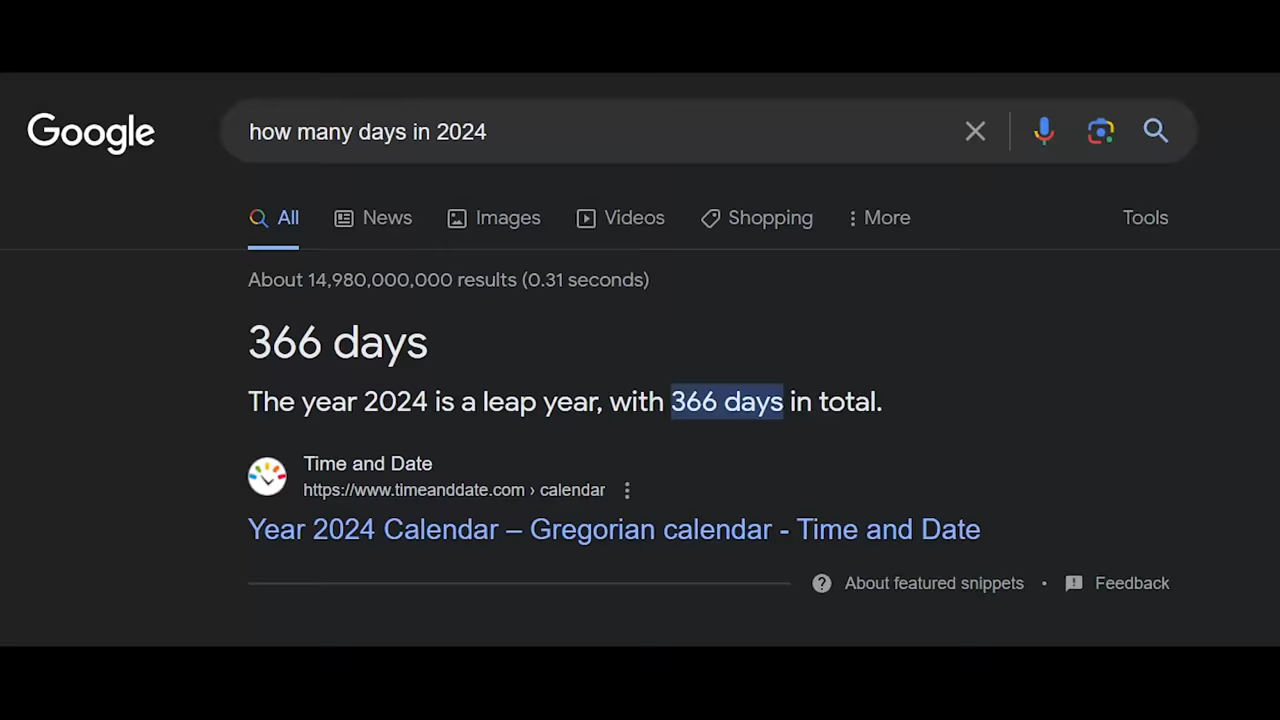 Google
how many days in 2024
All News Images Videos Shopping More Tools
About 14,980,000,000 results (0.31 seconds)
366 days
The year 2024 is a leap year, with 366 days in total.
Time and Date
https://www.timeanddate.com › calendar
Year 2024 Calendar – Gregorian calendar - Time and Date
About featured snippets • Feedback